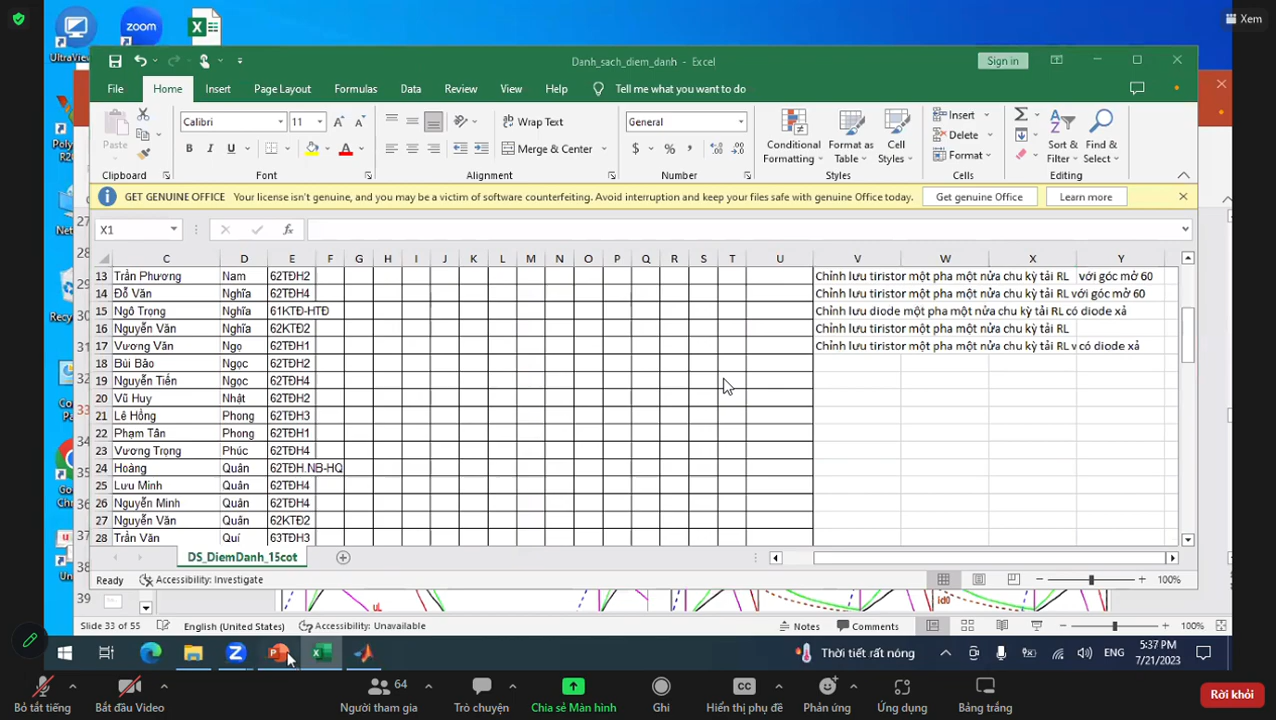 Xem
UltraView
zoom
Danh_sach_diem_danh - Excel
Sign in
File Home Insert Page Layout Formulas Data Review View Help Tell me what you want to do
Paste
Calibri 11
B I U
Wrap Text
Merge & Center
General
$ % ,
Conditional Formatting
Format as Table
Cell Styles
Insert
Delete
Format
Sort & Filter
Find & Select
Clipboard Font Alignment Number Styles Cells Editing
GET GENUINE OFFICE Your license isn't genuine, and you may be a victim of software counterfeiting. Avoid interruption and keep your files safe with genuine Office today. Get genuine Office Learn more
X1 fx
C D E F G H I J K L M N O P Q R S T U V W X Y
13 Trần Phương Nam 62TĐH2 Chỉnh lưu tiristor một pha một nửa chu kỳ tải RL với góc mở 60
14 Đỗ Văn Nghĩa 62TĐH4 Chỉnh lưu tiristor một pha một nửa chu kỳ tải RL với góc mở 60
15 Ngô Trọng Nghĩa 61KTĐ-HTĐ Chỉnh lưu diode một pha một nửa chu kỳ tải RL có diode xả
16 Nguyễn Văn Nghĩa 62KTĐ2 Chỉnh lưu tiristor một pha một nửa chu kỳ tải RL
17 Vương Văn Ngọ 62TĐH1 Chỉnh lưu tiristor một pha một nửa chu kỳ tải RL v có diode xả
18 Bùi Bảo Ngọc 62TĐH2
19 Nguyễn Tiến Ngọc 62TĐH4
20 Vũ Huy Nhật 62TĐH2
21 Lê Hồng Phong 62TĐH3
22 Phạm Tân Phong 62TĐH1
23 Vương Trọng Phúc 62TĐH4
24 Hoàng Quân 62TĐH.NB-HQ
25 Lưu Minh Quân 62TĐH4
26 Nguyễn Minh Quân 62TĐH4
27 Nguyễn Văn Quân 62KTĐ2
28 Trần Văn Quí 63TĐH3
DS_DiemDanh_15cot
Ready Accessibility: Investigate 100%
39
uL
id0
Slide 33 of 55 English (United States) Accessibility: Unavailable Notes Comments 100%
Thời tiết rất nóng ENG 5:37 PM
7/21/2023
Bỏ tắt tiếng
Bắt đầu Video
64
Người tham gia
Trò chuyện
Chia sẻ Màn hình
Ghi
CC
Hiển thị phụ đề
Phản ứng
Ứng dụng
Bảng trắng
Rời khỏi